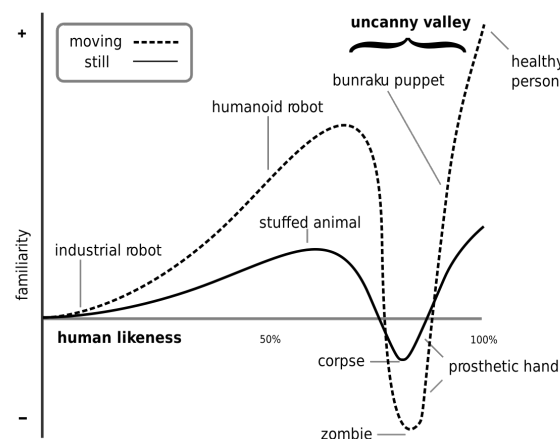 +
uncanny valley
moving
still
healthy
person
bunraku puppet
humanoid robot
stuffed animal
industrial robot
familiarity
human likeness
50%
100%
corpse
prosthetic hand
−
zombie